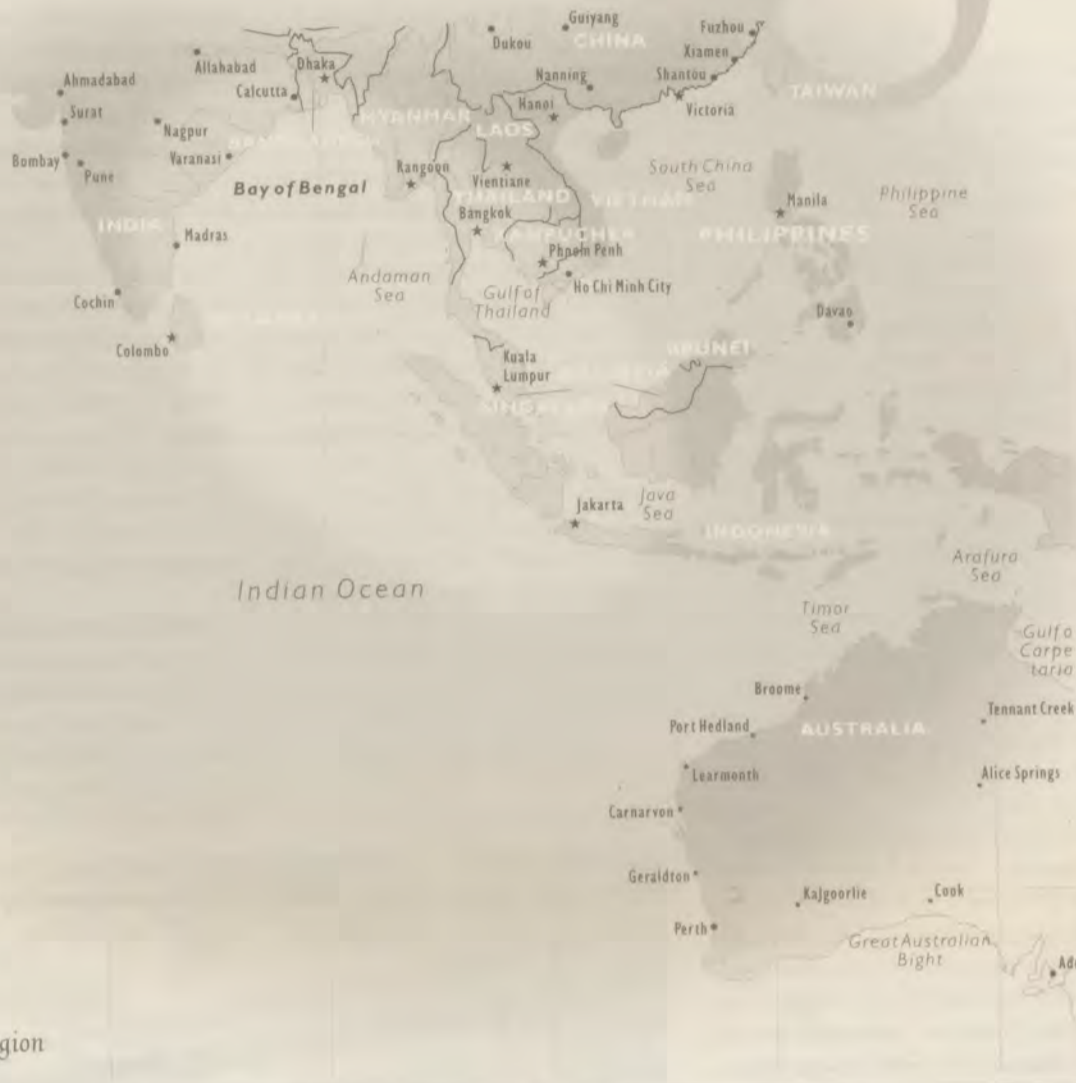 Guiyang
Fuzhou
Dukou
CHINA
Xiamen
Allahabad
Dhaka
Ahmadabad
Nanning
Shantou
Calcutta
TAIWAN
Hanoi
Surat
MYANMAR
Victoria
LAOS
Nagpur
Bombay
Varanasi
Rangoon
South China
Sea
Pune
Vientiane
Bay of Bengal
THAILAND
VIETNAM
Manila
Philippine
Sea
Bangkok
INDIA
KAMPUCHEA
PHILIPPINES
Madras
Phnom Penh
Andaman
Sea
Ho Chi Minh City
Gulf of
Thailand
Cochin
Davao
Colombo
BRUNEI
Kuala
Lumpur
Jakarta
Java
Sea
INDONESIA
Arafura
Sea
Indian Ocean
Timor
Sea
Gulf o
Carpe
taria
Broome
Tennant Creek
Port Hedland
AUSTRALIA
Learmonth
Alice Springs
Carnarvon
Geraldton
Kalgoorlie
Cook
Perth
Great Australian
Bight
Ad
gion